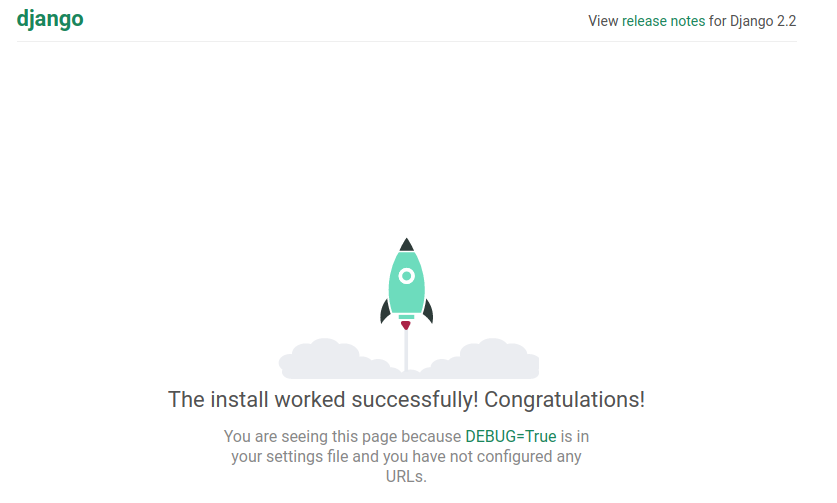 django
View release notes for Django 2.2
The install worked successfully! Congratulations!
You are seeing this page because DEBUG=True is in
your settings file and you have not configured any
URLs.